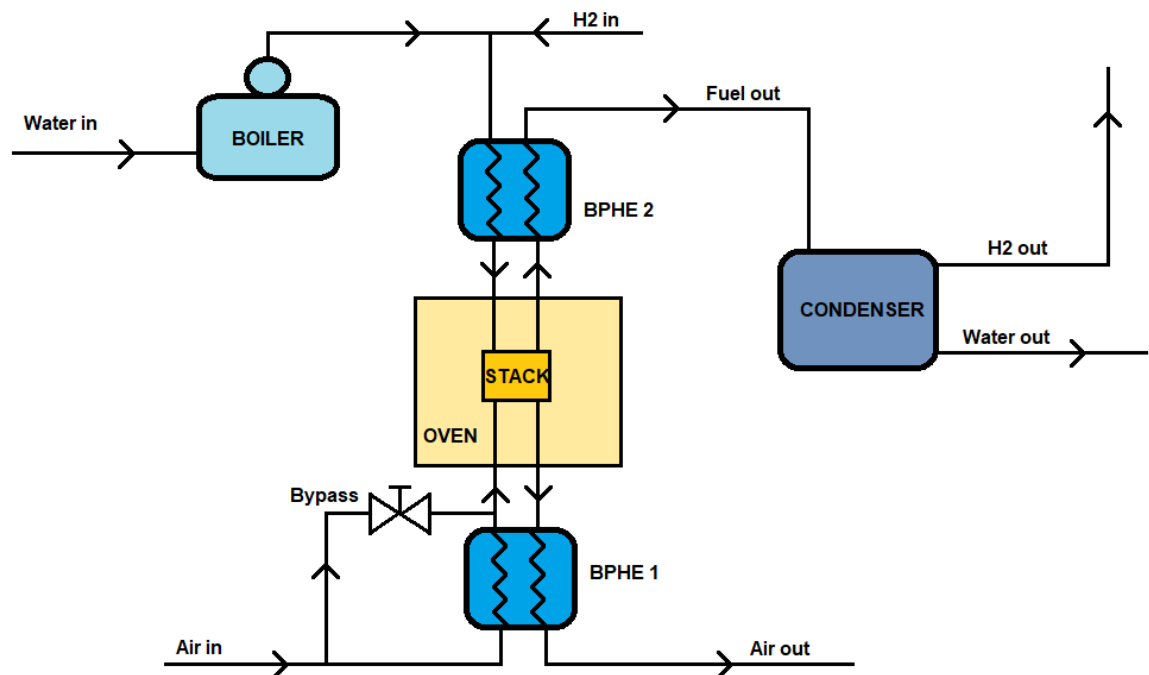 H2 in
Fuel out
Water in
BOILER
BPHE 2
H2 out
CONDENSER
Water out
STACK
OVEN
Bypass
BPHE 1
Air in
Air out